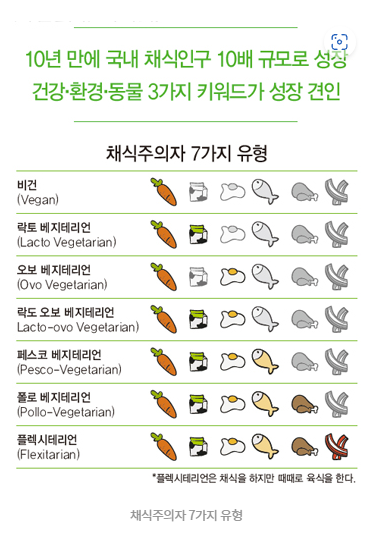 10년 만에 국내 채식인구 10배 규모로 성장
건강·환경·동물 3가지 키워드가 성장 견인
채식주의자 7가지 유형
비건
(Vegan)
락토 베지테리언
(Lacto Vegetarian)
오보 베지테리언
(Ovo Vegetarian)
락도 오보 베지테리언
Lacto-ovo Vegetarian)
페스코 베지테리언
(Pesco-Vegetarian)
폴로 베지테리언
(Pollo-Vegetarian)
플렉시테리언
(Flexitarian)
*플렉시테리언은 채식을 하지만 때때로 육식을 한다.
채식주의자 7가지 유형